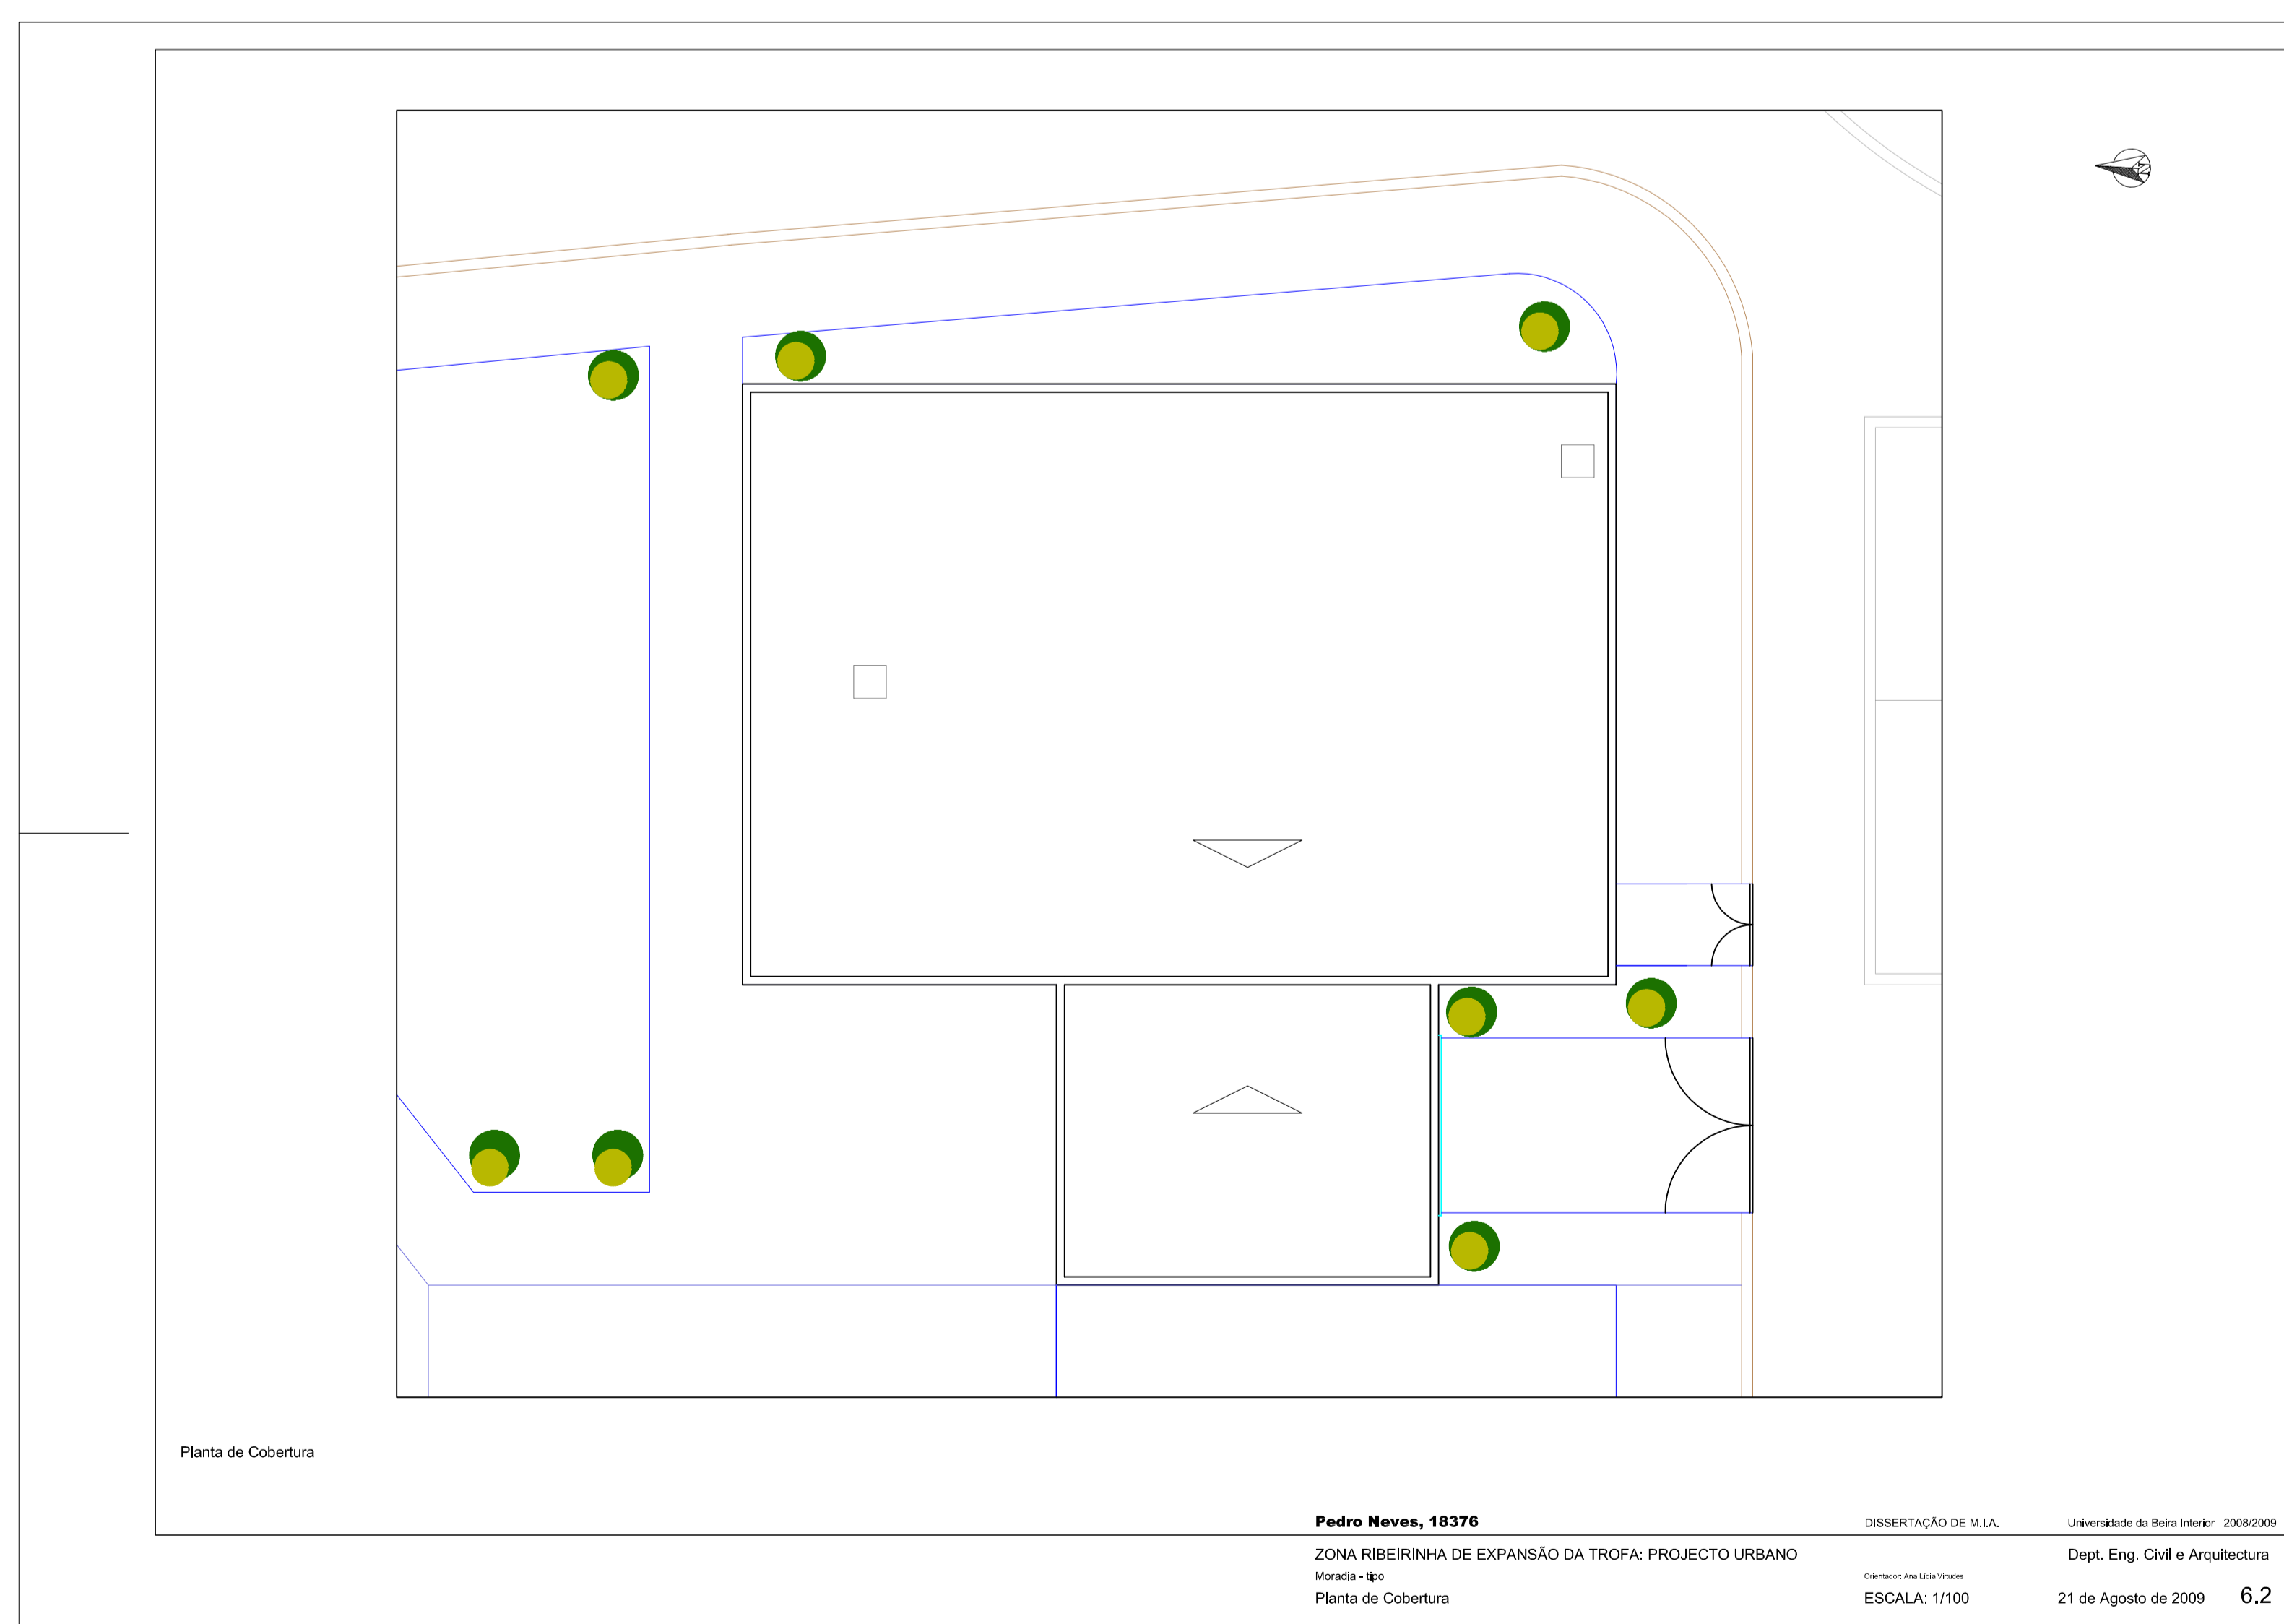 N
Planta de Cobertura
Pedro Neves, 18376
DISSERTAÇÃO DE M.I.A.
Universidade da Beira Interior 2008/2009
ZONA RIBEIRINHA DE EXPANSÃO DA TROFA: PROJECTO URBANO
Dept. Eng. Civil e Arquitectura
Moradia - tipo
Orientador: Ana Lídia Virtudes
Planta de Cobertura
ESCALA: 1/100
21 de Agosto de 2009
6.2